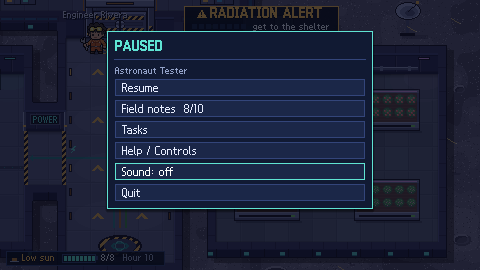 Engineer Rivera
RADIATION ALERT
get to the shelter
PAUSED
Astronaut Tester
Resume
Field notes 8/10
Tasks
Help / Controls
Sound: off
Quit
POWER
Low sun 8/8 Hour 10